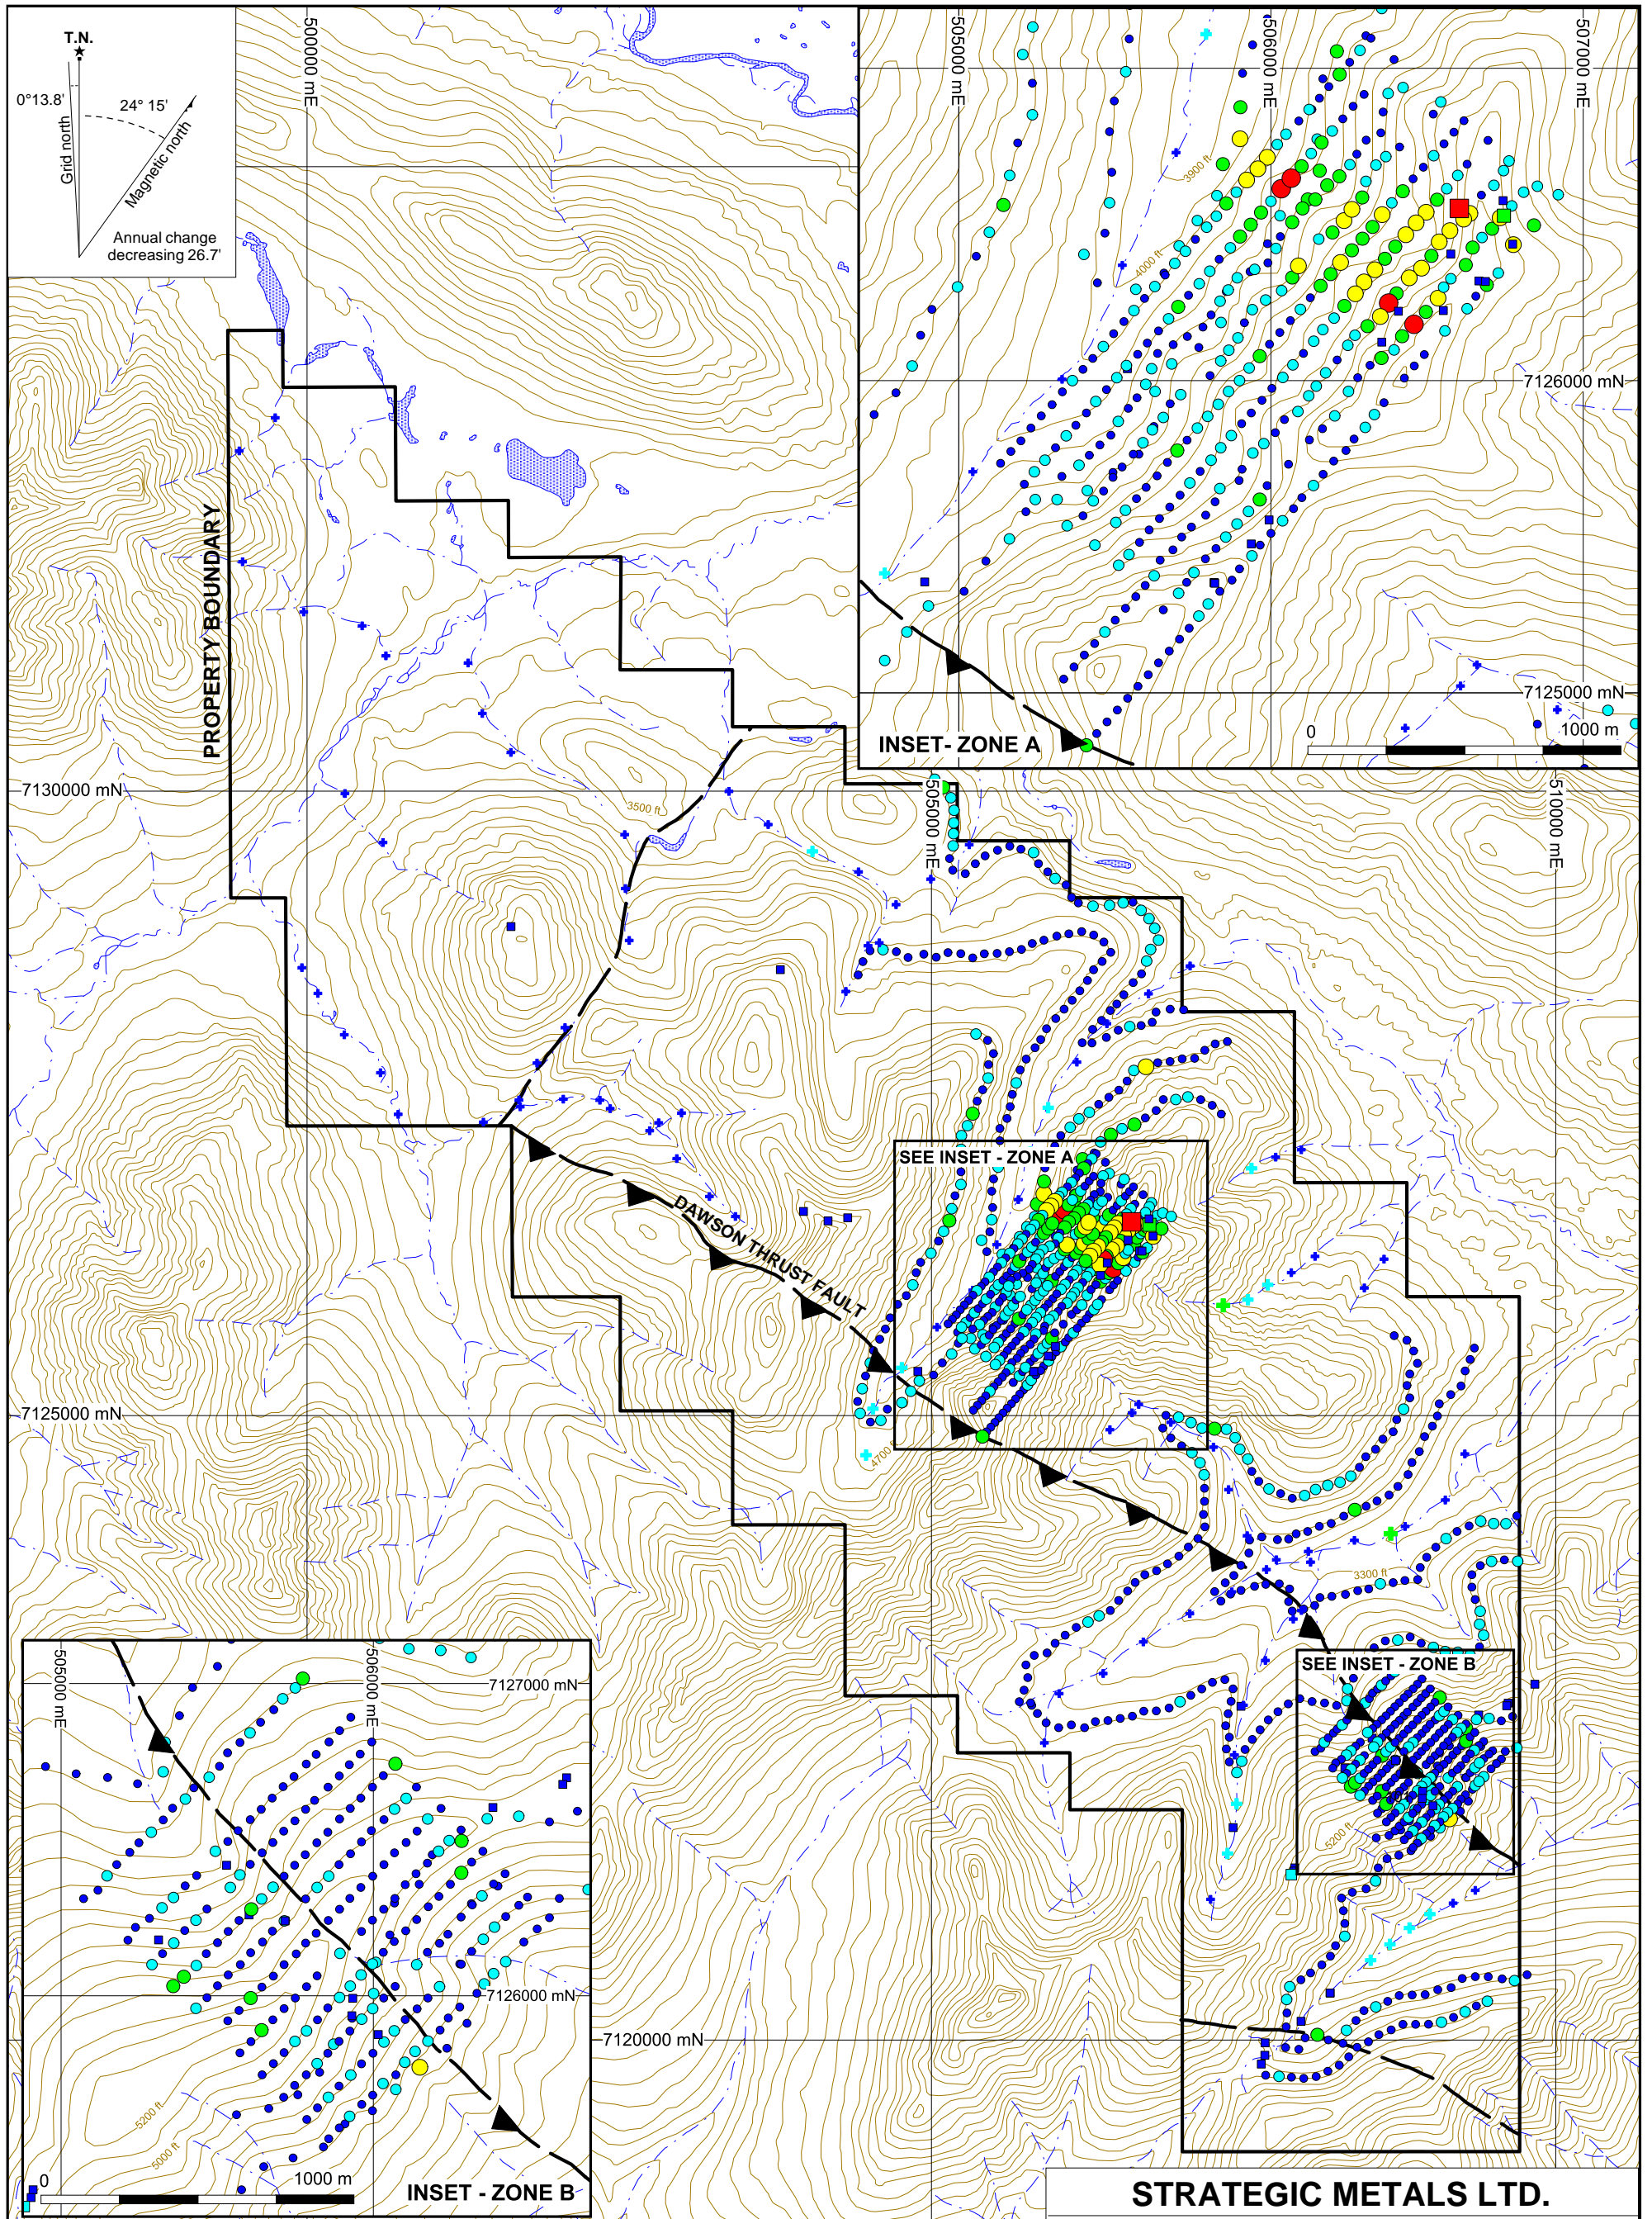 T.N.
0°13.8'
24° 15'
Grid north
Magnetic north
Annual change
decreasing 26.7'
500000 mE
505000 mE
506000 mE
507000 mE
3900 ft
4000 ft
7126000 mN
7125000 mN
INSET- ZONE A
0
1000 m
PROPERTY BOUNDARY
7130000 mN
3500 ft
505000 mE
510000 mE
SEE INSET - ZONE A
DAWSON THRUST FAULT
7125000 mN
4700 ft
3300 ft
SEE INSET - ZONE B
5200 ft
505000 mE
506000 mE
7127000 mN
7126000 mN
5200 ft
5000 ft
0
1000 m
INSET - ZONE B
7120000 mN
STRATEGIC METALS LTD.